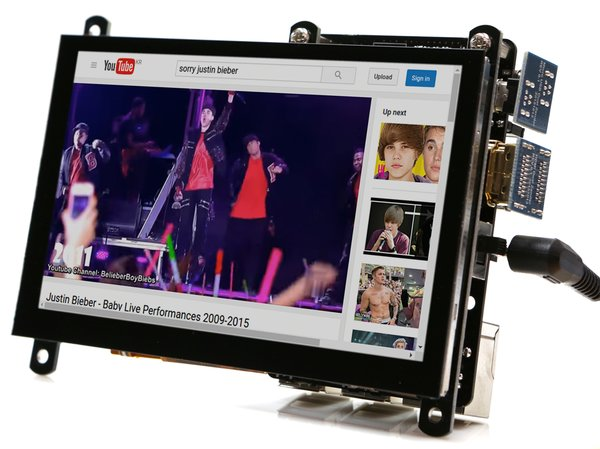 YouTube KR
sorry justin bieber
Upload
Sign in
Up next
2011
Youtube Channel: BelieberBoyBiebs
Justin Bieber - Baby Live Performances 2009-2015